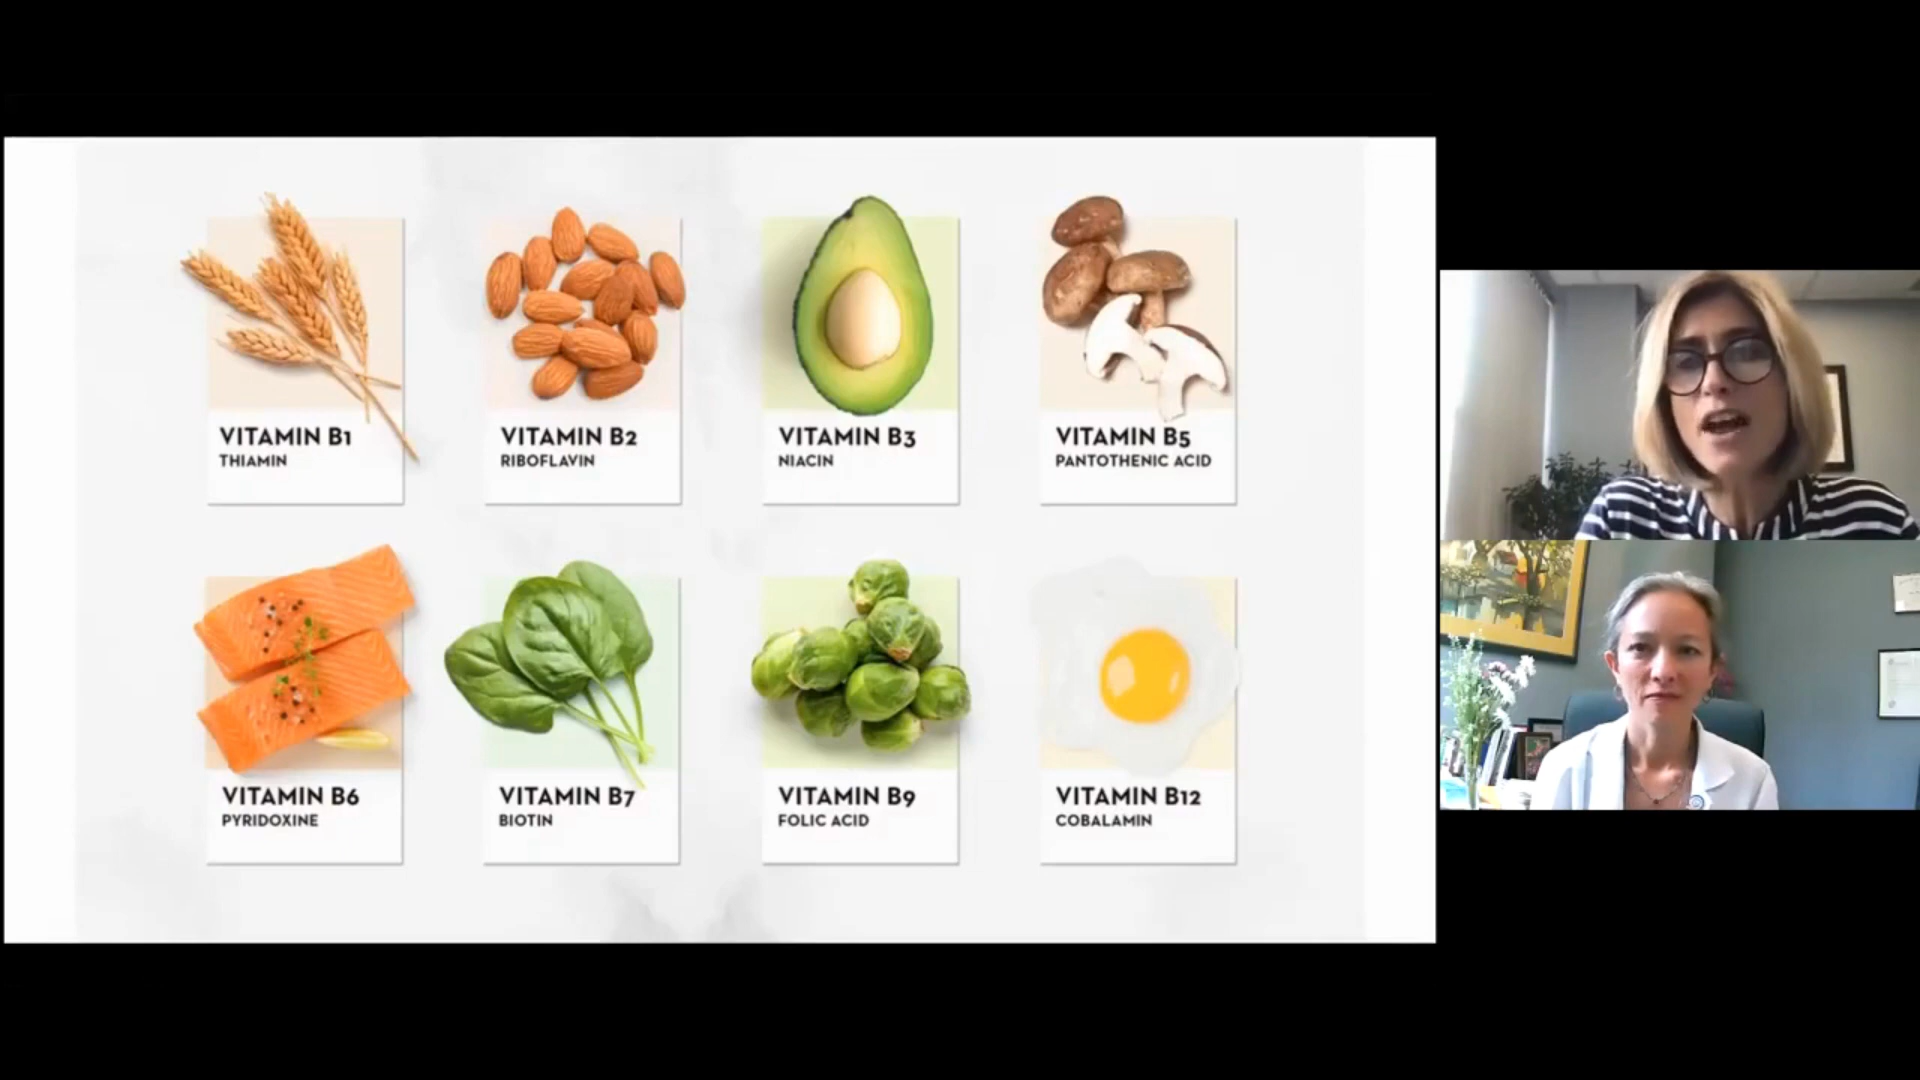 VITAMIN B1
THIAMIN
VITAMIN B2
RIBOFLAVIN
VITAMIN B3
NIACIN
VITAMIN B5
PANTOTHENIC ACID
VITAMIN B6
PYRIDOXINE
VITAMIN B7
BIOTIN
VITAMIN B9
FOLIC ACID
VITAMIN B12
COBALAMIN